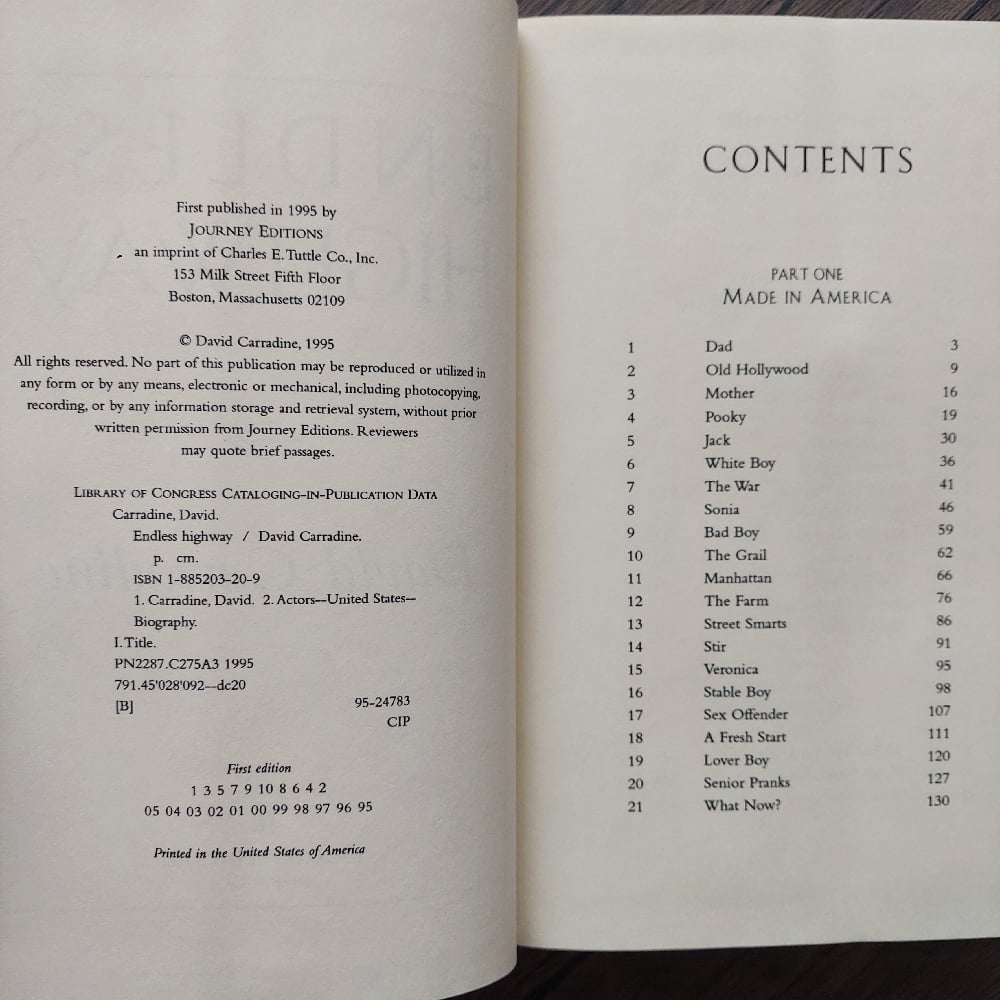 First published in 1995 by
JOURNEY EDITIONS
an imprint of Charles E. Tuttle Co., Inc.
153 Milk Street Fifth Floor
Boston, Massachusetts 02109
© David Carradine, 1995
All rights reserved. No part of this publication may be reproduced or utilized in
any form or by any means, electronic or mechanical, including photocopying,
recording, or by any information storage and retrieval system, without prior
written permission from Journey Editions. Reviewers
may quote brief passages.
LIBRARY OF CONGRESS CATALOGING-IN-PUBLICATION DATA
Carradine, David.
Endless highway / David Carradine.
p. cm.
ISBN 1-885203-20-9
1. Carradine, David. 2. Actors—United States—
Biography.
I. Title.
PN2287.C275A3 1995
791.45'028'092—dc20
[B] 95-24783
CIP
First edition
1 3 5 7 9 10 8 6 4 2
05 04 03 02 01 00 99 98 97 96 95
Printed in the United States of America
CONTENTS
PART ONE
MADE IN AMERICA
1 Dad 3
2 Old Hollywood 9
3 Mother 16
4 Pooky 19
5 Jack 30
6 White Boy 36
7 The War 41
8 Sonia 46
9 Bad Boy 59
10 The Grail 62
11 Manhattan 66
12 The Farm 76
13 Street Smarts 86
14 Stir 91
15 Veronica 95
16 Stable Boy 98
17 Sex Offender 107
18 A Fresh Start 111
19 Lover Boy 120
20 Senior Pranks 127
21 What Now? 130